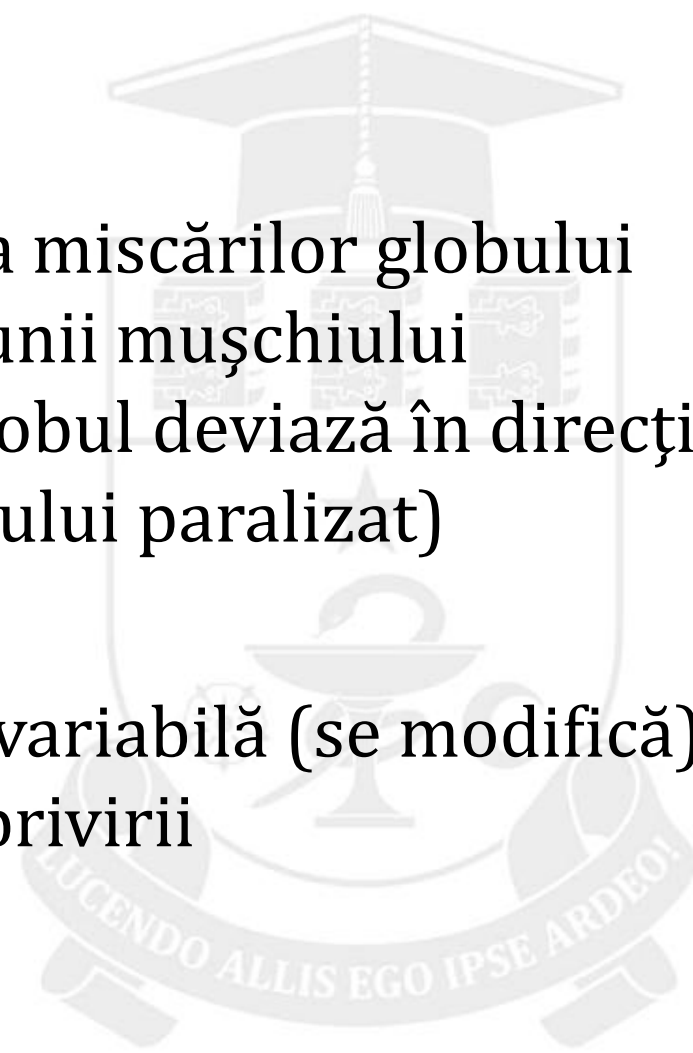 a miscărilor globului
unii muşchiului
obul deviază în direcţi
ului paralizat)
variabilă (se modifică)
privirii
LUCENDO ALLIS EGO IPSE ARDEO!